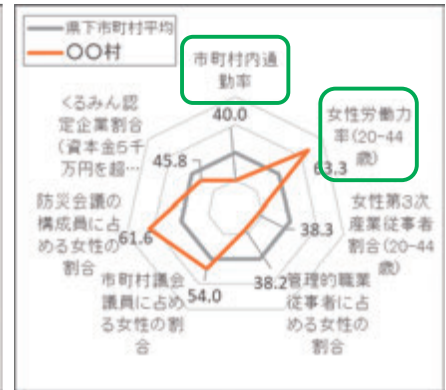 県下市町村平均
〇〇村
市町村内通
勤率
40.0
女性労働力
率(20-44
歳)
63.3
女性第3次
産業従事者
割合(20-44
歳)
38.3
管理的職業
従事者に占
める女性の
割合
38.2
市町村議会
議員に占め
る女性の割
合
54.0
防災会議の
構成員に占
める女性の
割合
61.6
くるみん認
定企業割合
(資本金5千
万円を超…
45.8